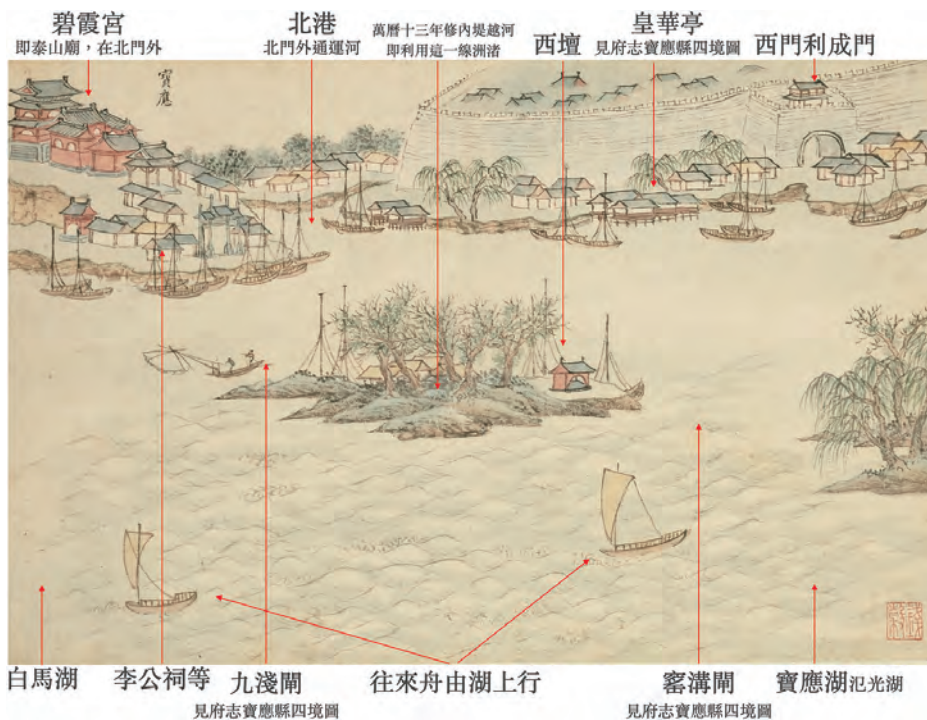 碧霞宮
即泰山廟，在北門外
北港
北門外通運河
萬曆十三年修內堤越河
即利用這一線洲渚
西壇
皇華亭
見府志寶應縣四境圖
西門利成門
寶應
白馬湖
李公祠等
九淺閘
見府志寶應縣四境圖
往來舟由湖上行
窰溝閘
見府志寶應縣四境圖
寶應湖 氾光湖